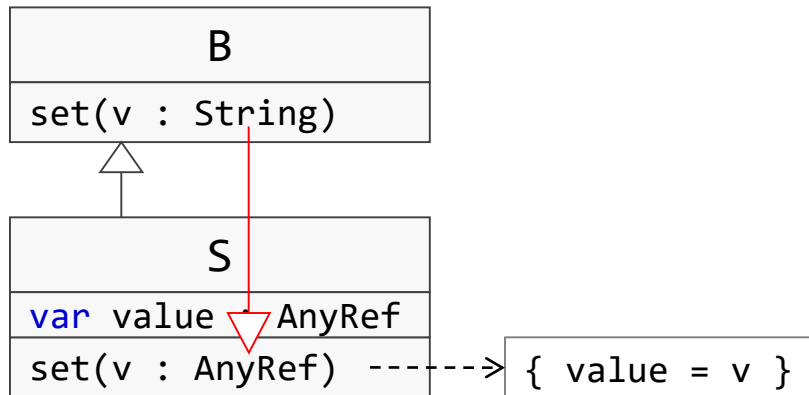 B
set(v : String)
S
var value : AnyRef
set(v : AnyRef)
{ value = v }